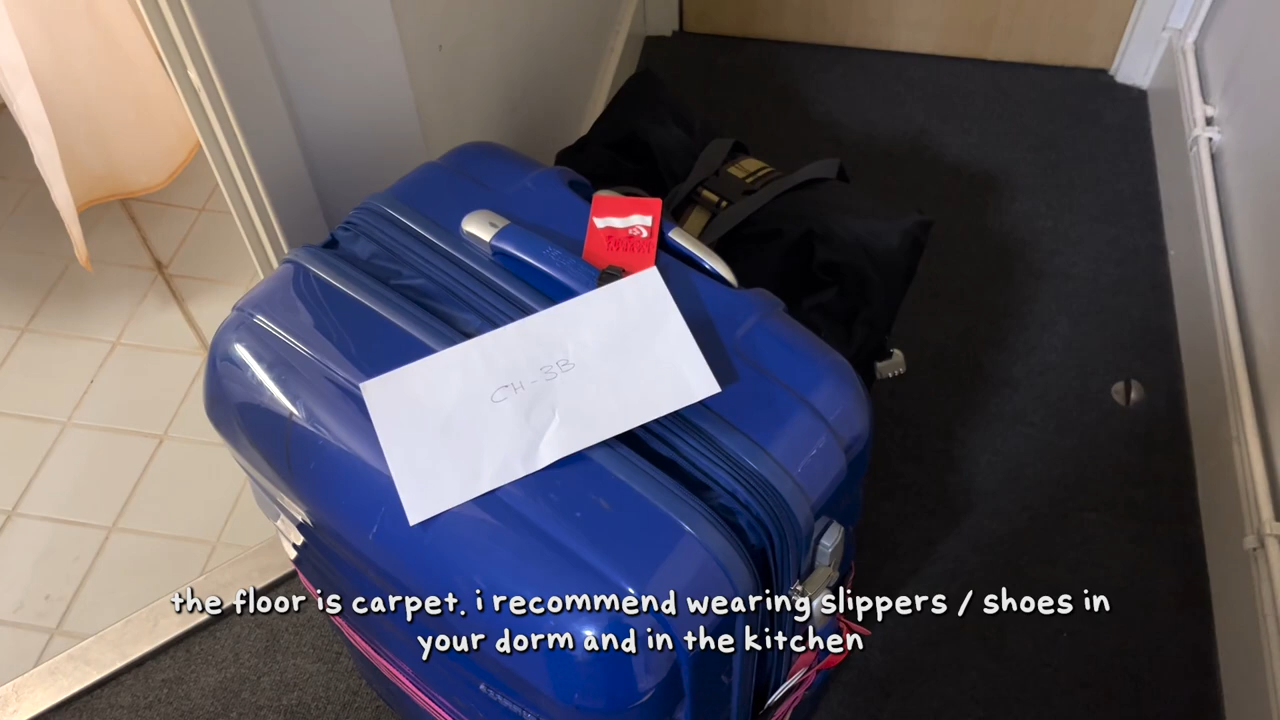 CH-3B
the floor is carpet. i recommend wearing slippers / shoes in
your dorm and in the kitchen